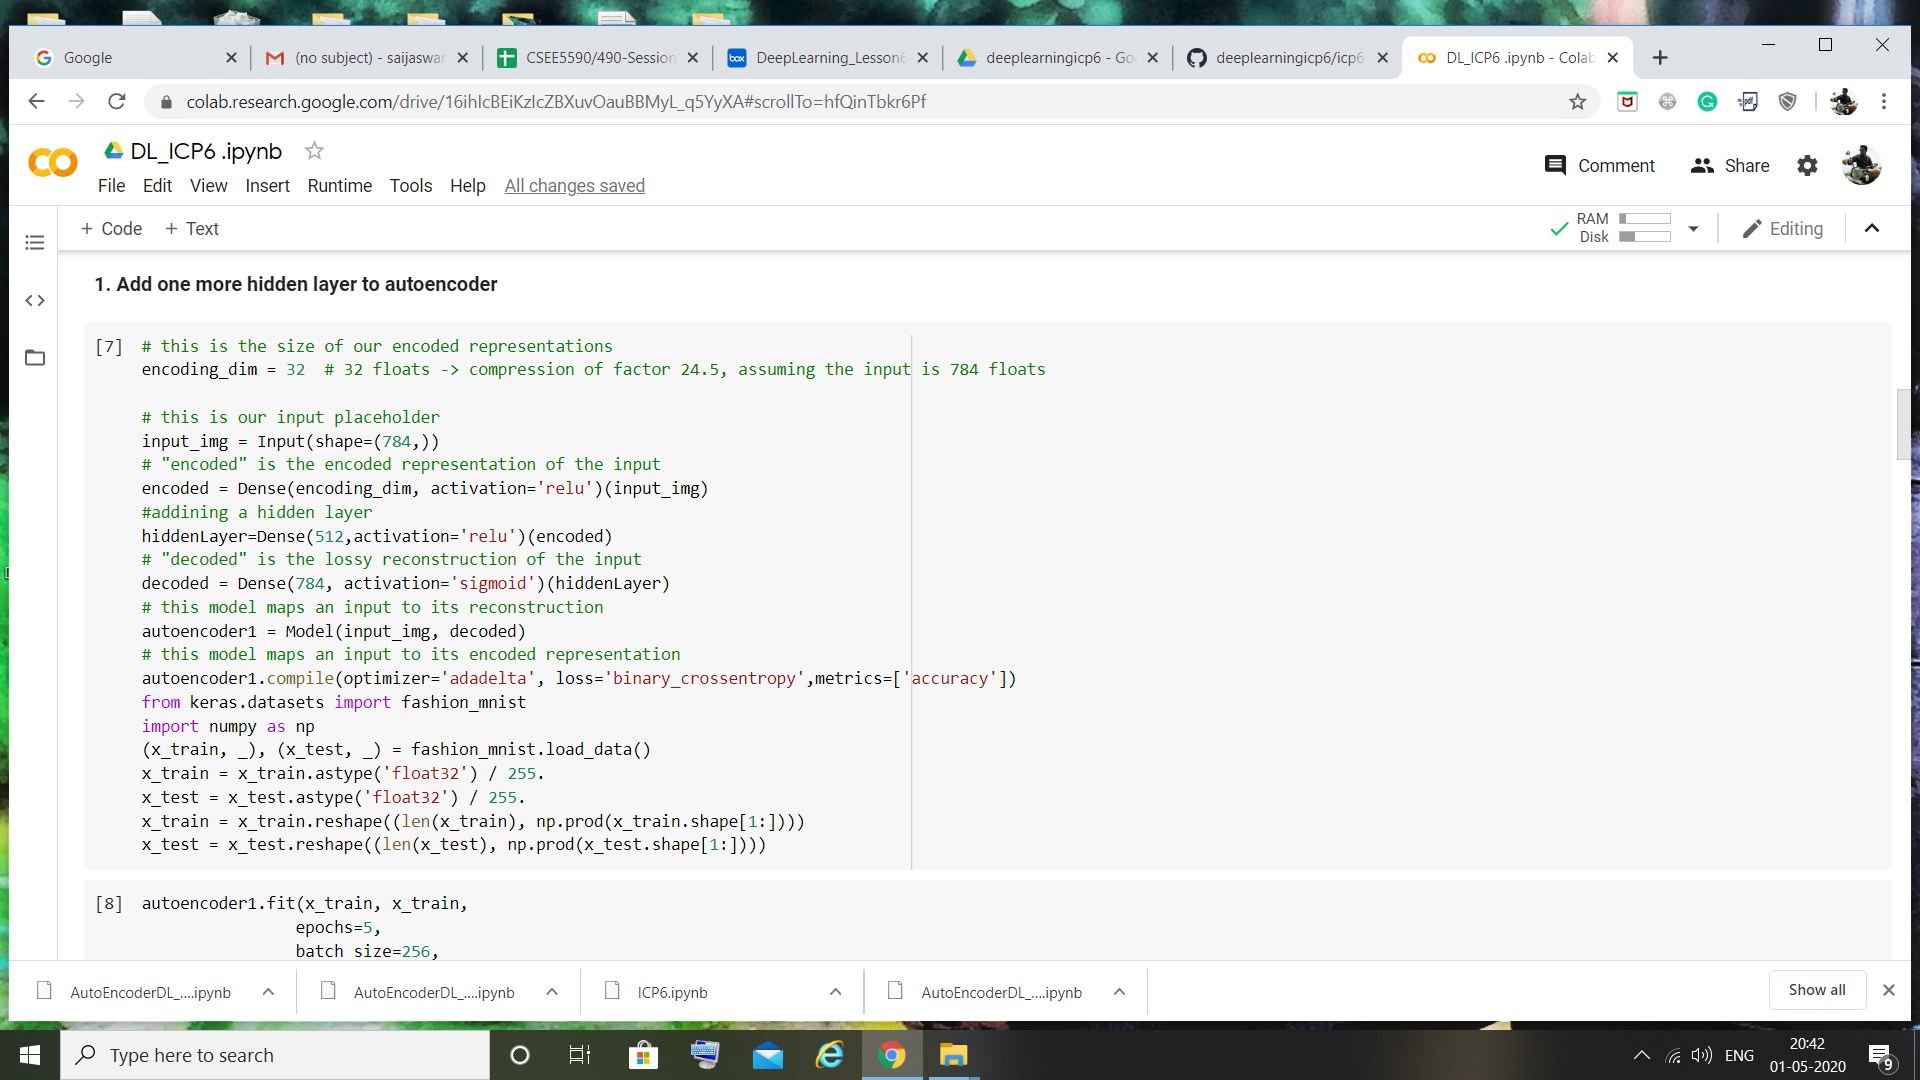 Google
(no subject) - saijaswar
CSEE5590/490-Session
box
DeepLearning_Lesson6
deeplearningicp6 - Go
deeplearningicp6/icp6
DL_ICP6 .ipynb - Colab
colab.research.google.com/drive/16ihIcBEiKzIcZBXuvOauBBMyL_q5YyXA#scrollTo=hfQinTbkr6Pf
DL_ICP6 .ipynb
Comment
Share
File Edit View Insert Runtime Tools Help All changes saved
+ Code + Text
RAM
Disk
Editing
1. Add one more hidden layer to autoencoder
[7] # this is the size of our encoded representations
encoding_dim = 32  # 32 floats -> compression of factor 24.5, assuming the input is 784 floats
# this is our input placeholder
input_img = Input(shape=(784,))
# "encoded" is the encoded representation of the input
encoded = Dense(encoding_dim, activation='relu')(input_img)
#addining a hidden layer
hiddenLayer=Dense(512,activation='relu')(encoded)
# "decoded" is the lossy reconstruction of the input
decoded = Dense(784, activation='sigmoid')(hiddenLayer)
# this model maps an input to its reconstruction
autoencoder1 = Model(input_img, decoded)
# this model maps an input to its encoded representation
autoencoder1.compile(optimizer='adadelta', loss='binary_crossentropy',metrics=['accuracy'])
from keras.datasets import fashion_mnist
import numpy as np
(x_train, _), (x_test, _) = fashion_mnist.load_data()
x_train = x_train.astype('float32') / 255.
x_test = x_test.astype('float32') / 255.
x_train = x_train.reshape((len(x_train), np.prod(x_train.shape[1:])))
x_test = x_test.reshape((len(x_test), np.prod(x_test.shape[1:])))
[8] autoencoder1.fit(x_train, x_train,
epochs=5,
batch_size=256,
AutoEncoderDL_....ipynb
AutoEncoderDL_....ipynb
ICP6.ipynb
AutoEncoderDL_....ipynb
Show all
Type here to search
ENG
20:42
01-05-2020
9